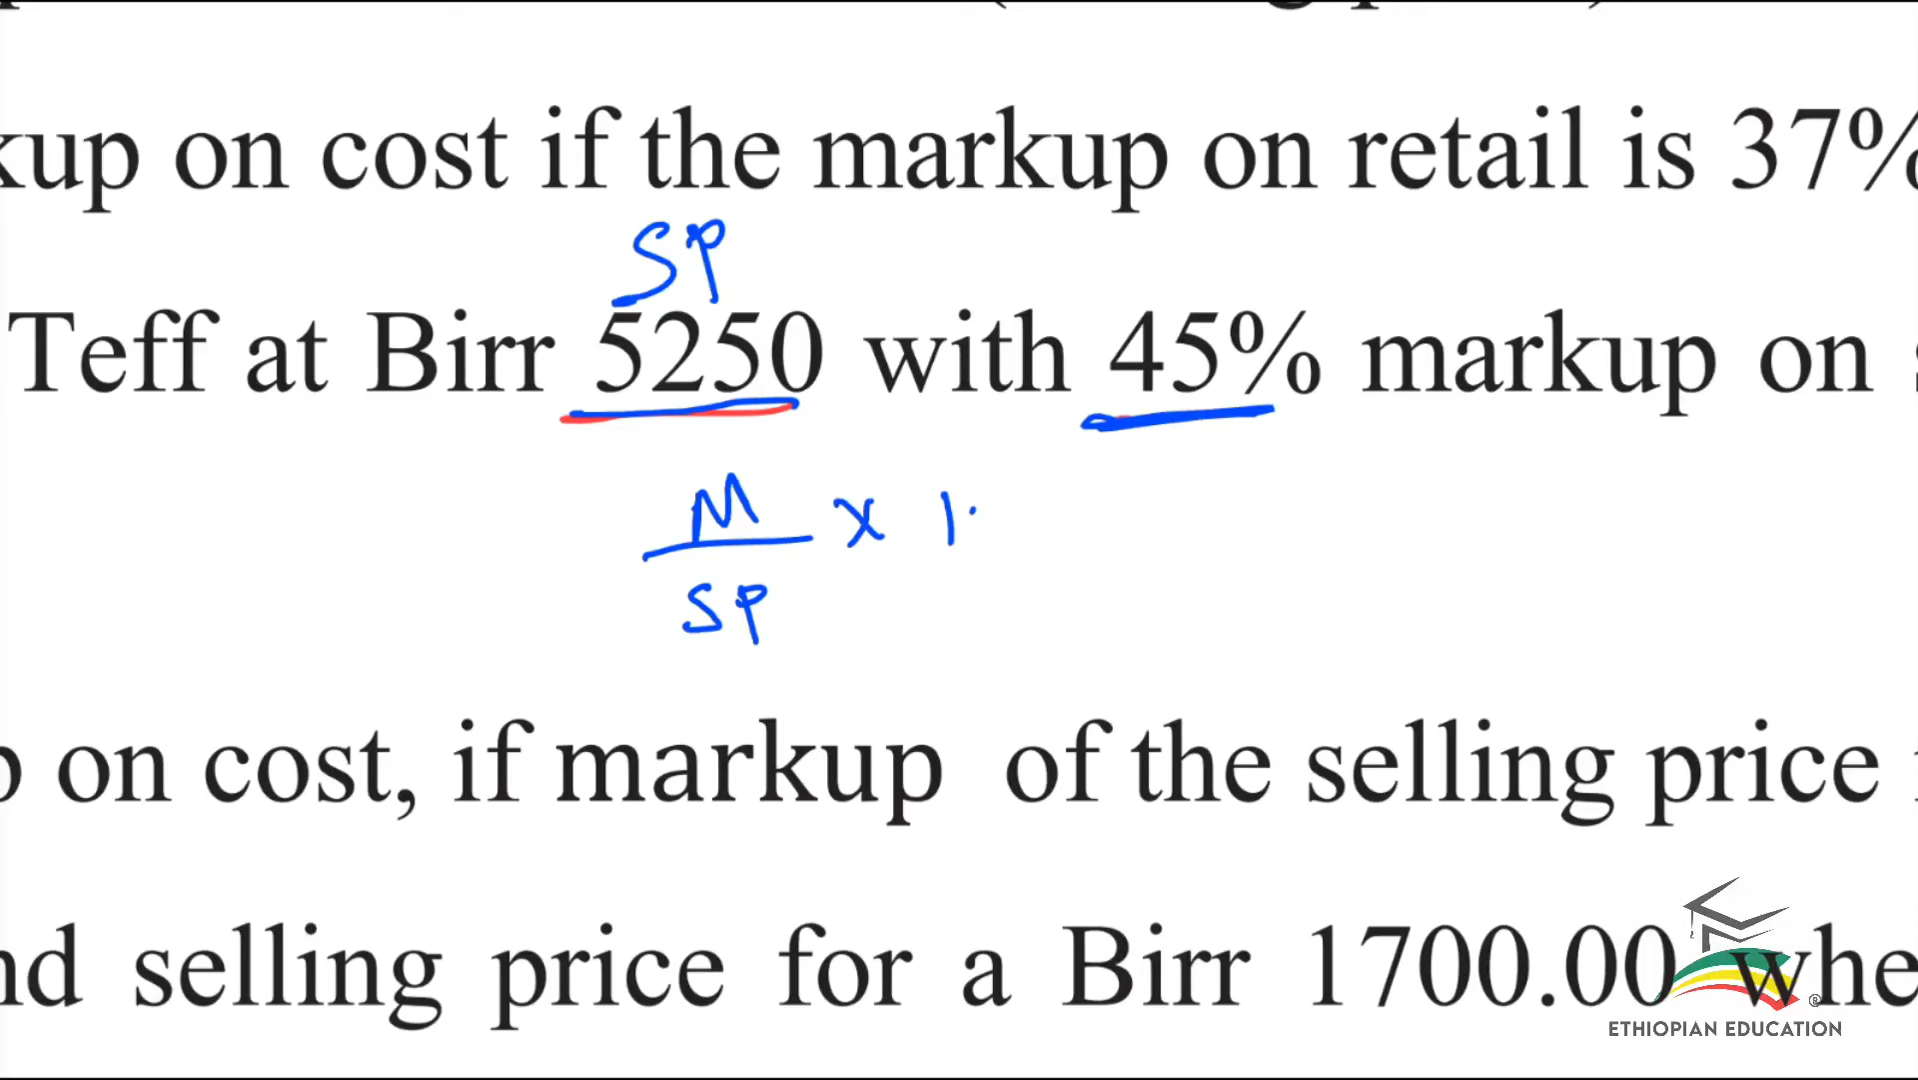 kup on cost if the markup on retail is 37%
SP
Teff at Birr 5250 with 45% markup on
M
x 1
SP
on cost, if markup of the selling price
nd selling price for a Birr 1700.00 whe
®
ETHIOPIAN EDUCATION